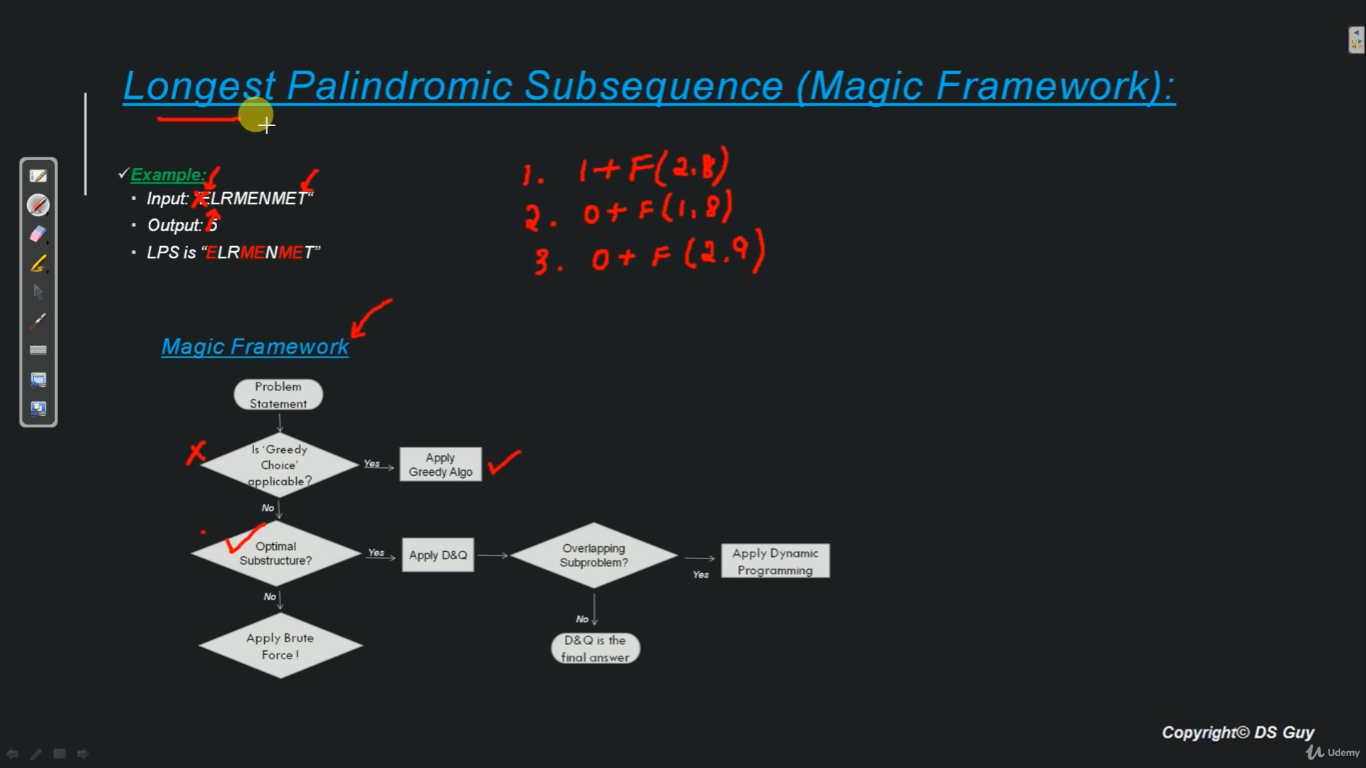 Longest Palindromic Subsequence (Magic Framework):
✓Example:
▪ Input: "ELRMENMET"
▪ Output: 5
▪ LPS is "ELRMENMET"
1. 1+ F(2,8)
2. 0+ F(1,8)
3. 0+ F(2.9)
Magic Framework
Problem
Statement
Is 'Greedy
Choice'
applicable?
Yes
Apply
Greedy Algo
No
Optimal
Substructure?
Yes
Apply D&Q
Overlapping
Subproblem?
Yes
Apply Dynamic
Programming
No
Apply Brute
Force !
No
D&Q is the
final answer
Copyright© DS Guy
Udemy